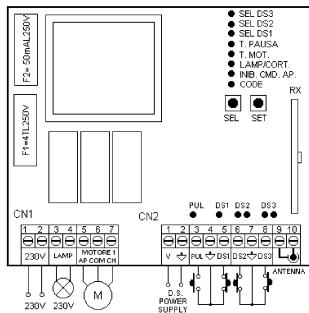 SEL DS3
SEL DS2
SEL DS1
T. PAUSA
T. MOT.
LAMP/CORT.
INIB. CMD. AP.
CODE
F2= 50mAL250V
F1=4TL250V
SEL SET
RX
PUL DS1 DS2 DS3
CN1
CN2
1 2 3 4 5 6 7
1 2 3 4 5 6 7 8 9 10
230V LAMP MOTORE 1
AP COM CH
V PUL DS1 DS2 DS3
ANTENNA
230V 230V
M
D.S.
POWER
SUPPLY